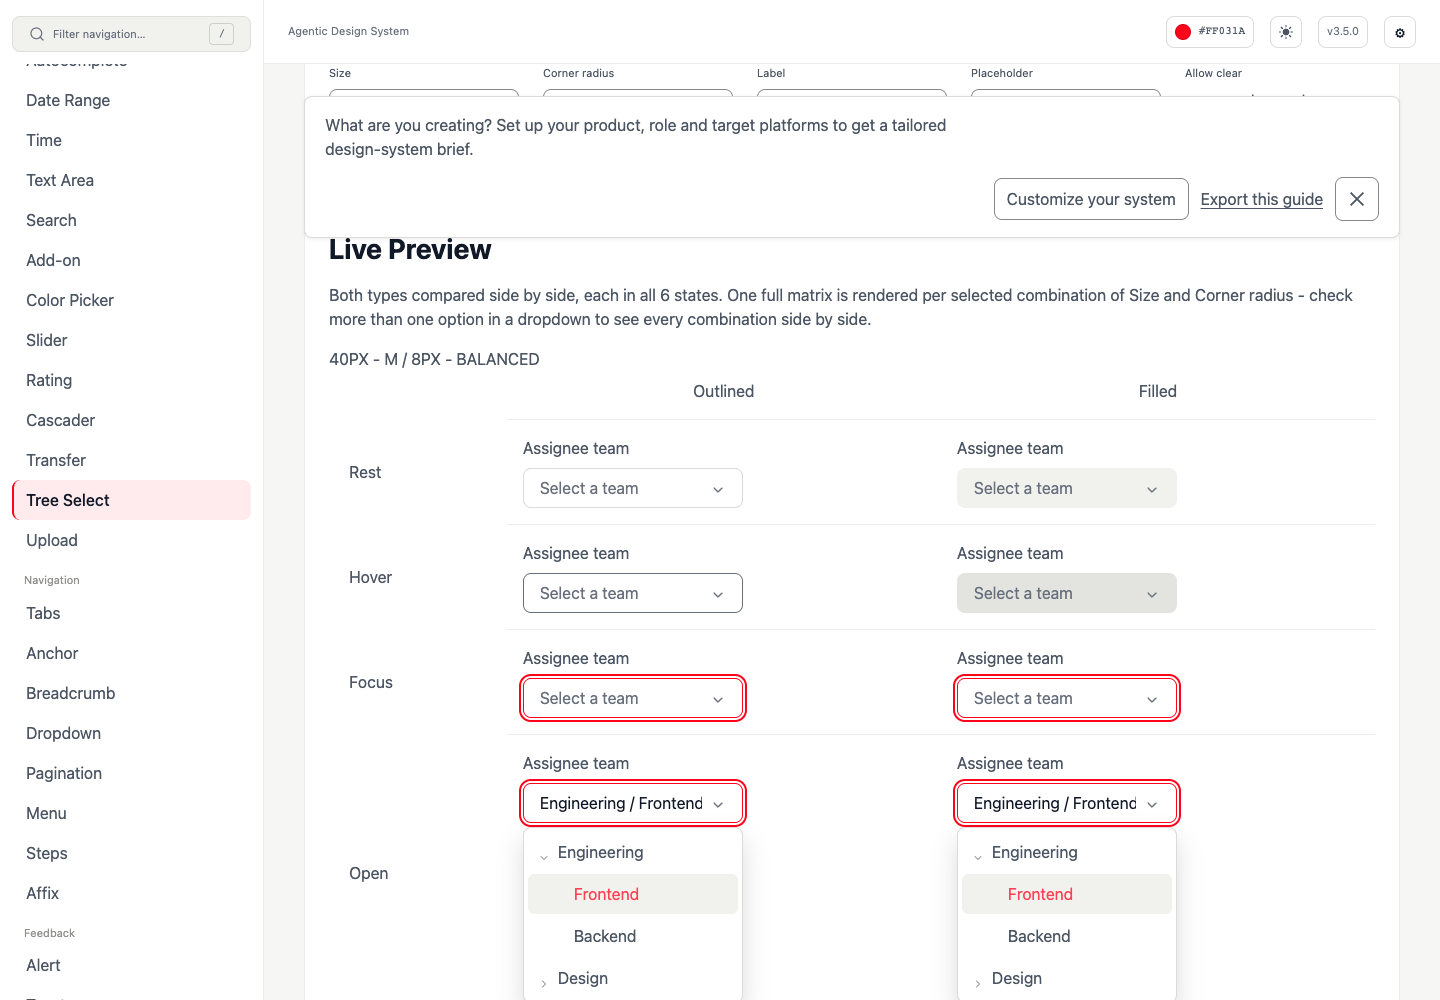 Filter navigation...
/
Agentic Design System
#FF031A
v3.5.0
Autocomplete
Date Range
Time
Text Area
Search
Add-on
Color Picker
Slider
Rating
Cascader
Transfer
Tree Select
Upload
Navigation
Tabs
Anchor
Breadcrumb
Dropdown
Pagination
Menu
Steps
Affix
Feedback
Alert
Size
Corner radius
Label
Placeholder
Allow clear
What are you creating? Set up your product, role and target platforms to get a tailored
design-system brief.
Customize your system
Export this guide
Live Preview
Both types compared side by side, each in all 6 states. One full matrix is rendered per selected combination of Size and Corner radius - check
more than one option in a dropdown to see every combination side by side.
40PX - M / 8PX - BALANCED
Outlined
Filled
Rest
Assignee team
Select a team
Assignee team
Select a team
Hover
Assignee team
Select a team
Assignee team
Select a team
Focus
Assignee team
Select a team
Assignee team
Select a team
Open
Assignee team
Engineering / Frontend
Engineering
Frontend
Backend
Design
Assignee team
Engineering / Frontend
Engineering
Frontend
Backend
Design